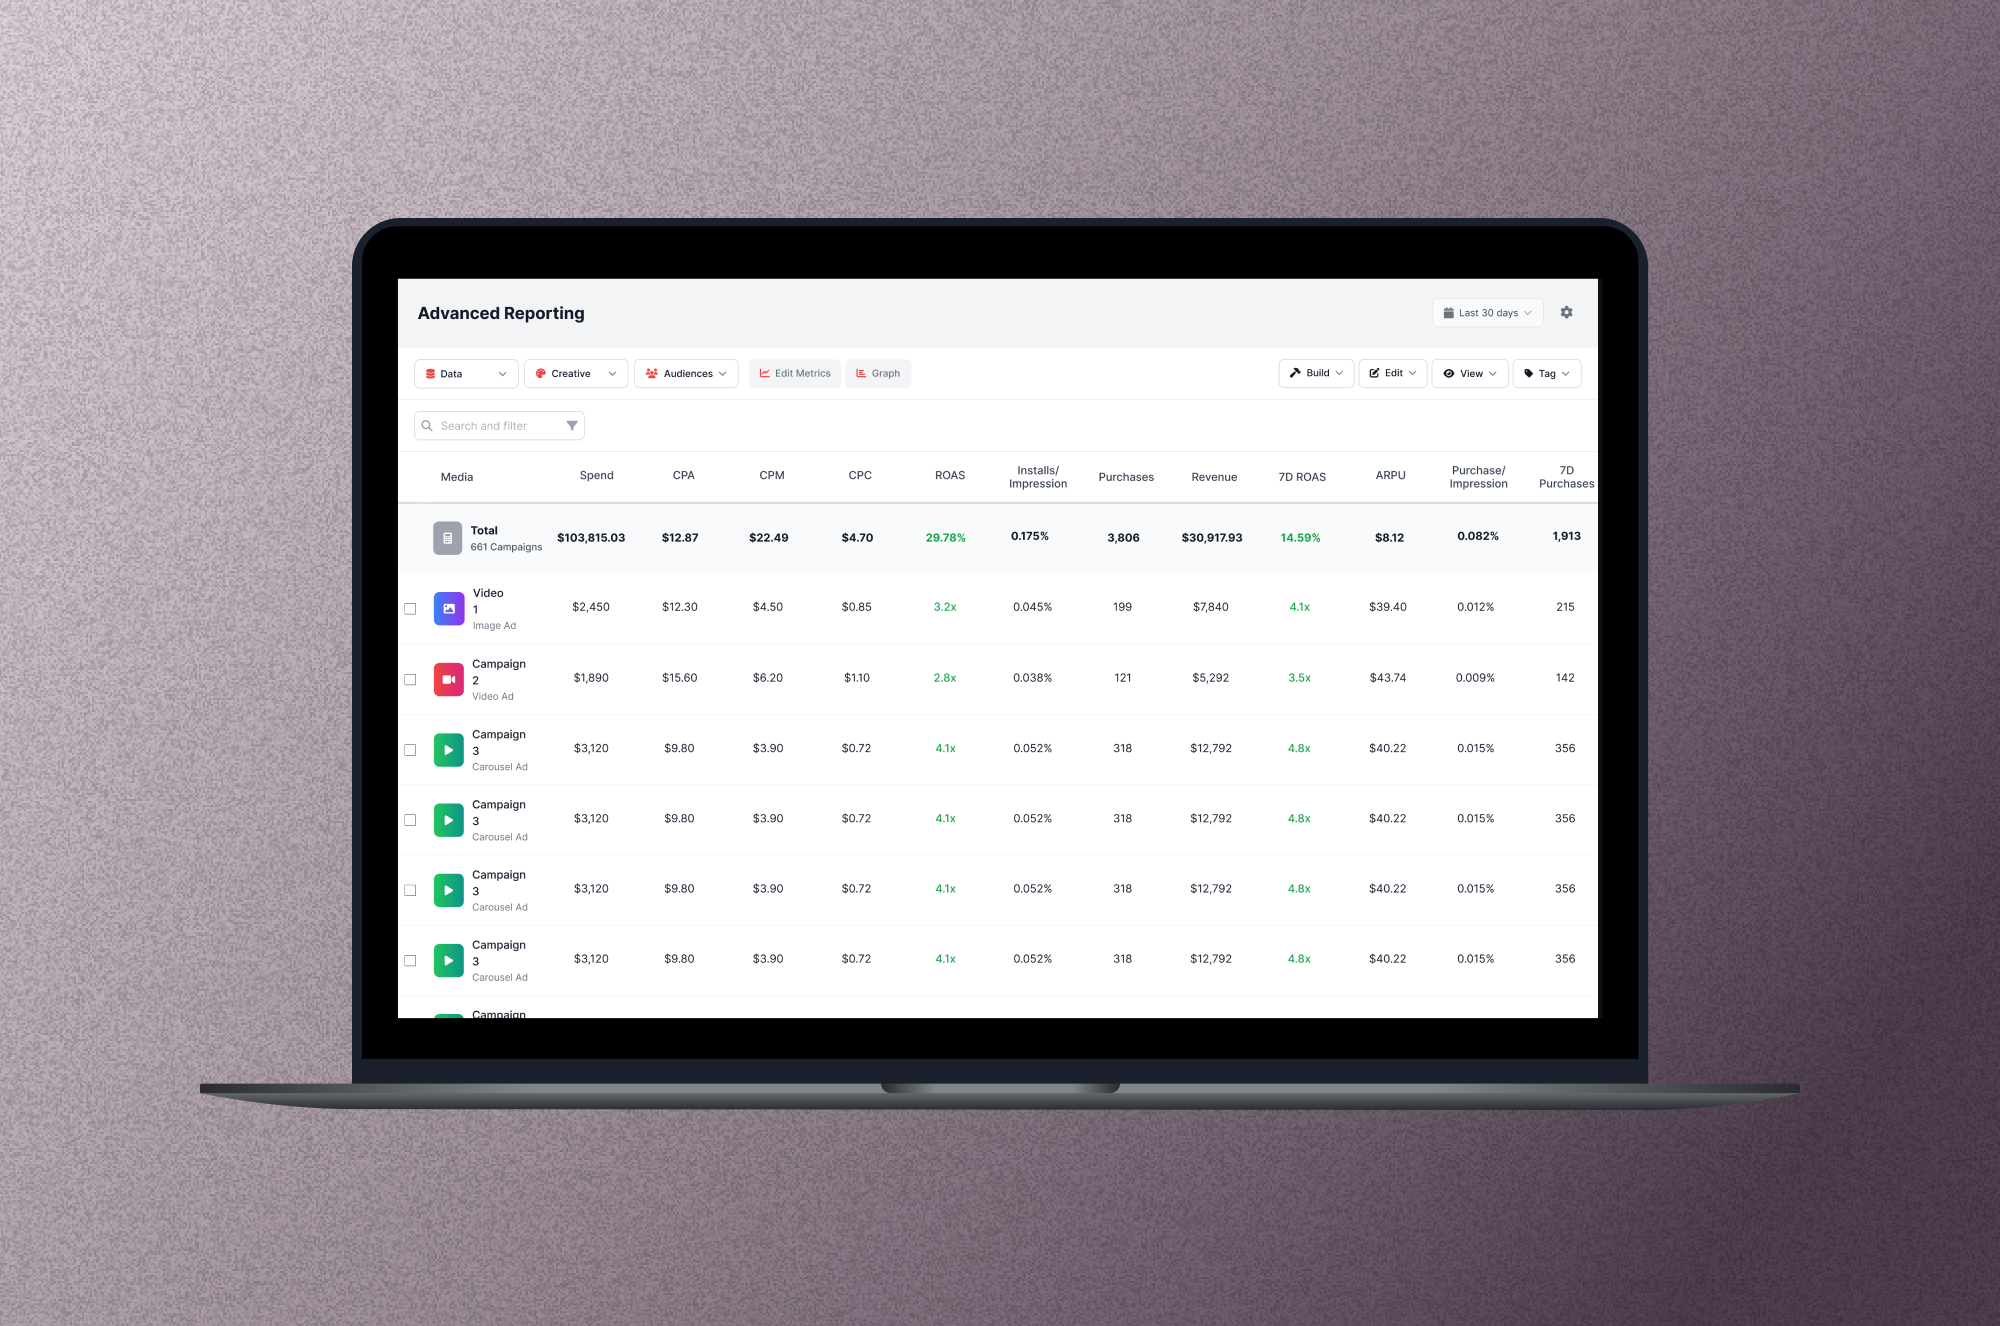 Advanced Reporting
Last 30 days
Data Creative Audiences Edit Metrics Graph Build Edit View Tag
Search and filter
Media Spend CPA CPM CPC ROAS Installs/ Impression Purchases Revenue 7D ROAS ARPU Purchase/ Impression 7D Purchases
Total
661 Campaigns
$103,815.03 $12.87 $22.49 $4.70 29.78% 0.175% 3,806 $30,917.93 14.59% $8.12 0.082% 1,913
Video
1
Image Ad
$2,450 $12.30 $4.50 $0.85 3.2x 0.045% 199 $7,840 4.1x $39.40 0.012% 215
Campaign
2
Video Ad
$1,890 $15.60 $6.20 $1.10 2.8x 0.038% 121 $5,292 3.5x $43.74 0.009% 142
Campaign
3
Carousel Ad
$3,120 $9.80 $3.90 $0.72 4.1x 0.052% 318 $12,792 4.8x $40.22 0.015% 356
Campaign
3
Carousel Ad
$3,120 $9.80 $3.90 $0.72 4.1x 0.052% 318 $12,792 4.8x $40.22 0.015% 356
Campaign
3
Carousel Ad
$3,120 $9.80 $3.90 $0.72 4.1x 0.052% 318 $12,792 4.8x $40.22 0.015% 356
Campaign
3
Carousel Ad
$3,120 $9.80 $3.90 $0.72 4.1x 0.052% 318 $12,792 4.8x $40.22 0.015% 356
Campaign